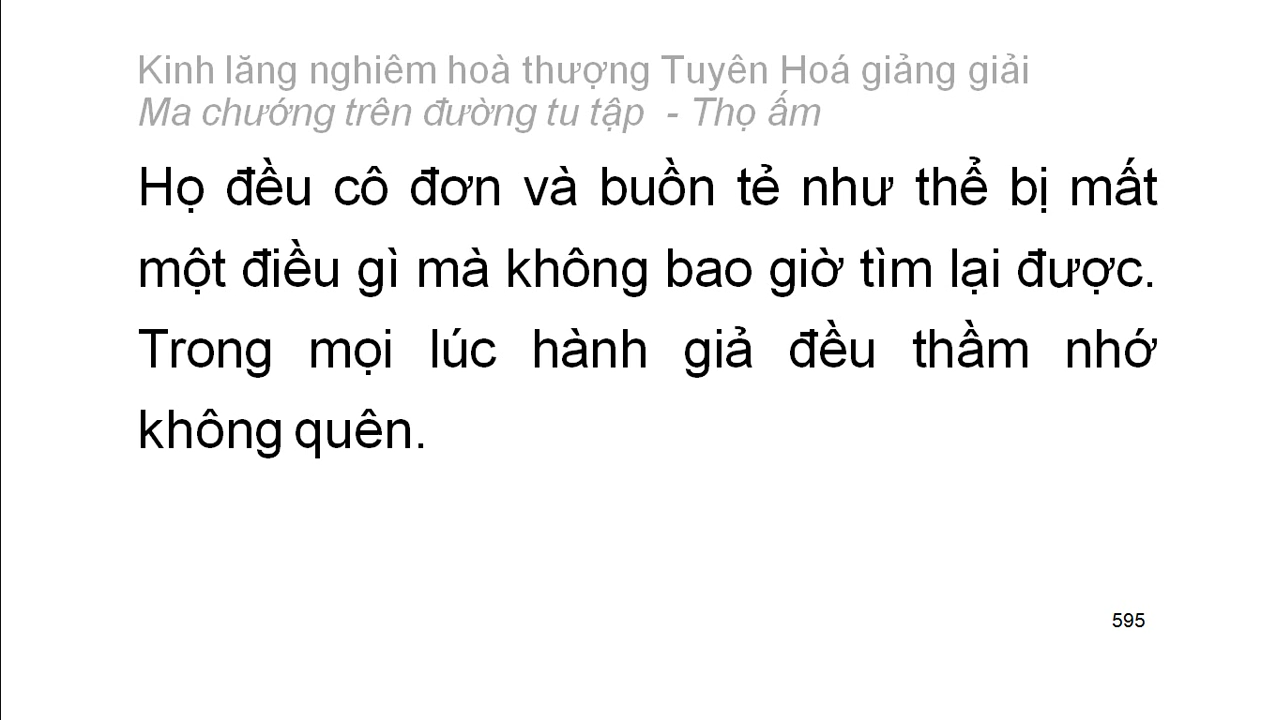 Kinh lăng nghiêm hoà thượng Tuyên Hoá giảng giải
Ma chướng trên đường tu tập  - Thọ ấm
Họ đều cô đơn và buồn tẻ như thể bị mất
một điều gì mà không bao giờ tìm lại được.
Trong mọi lúc hành giả đều thầm nhớ
không quên.
595